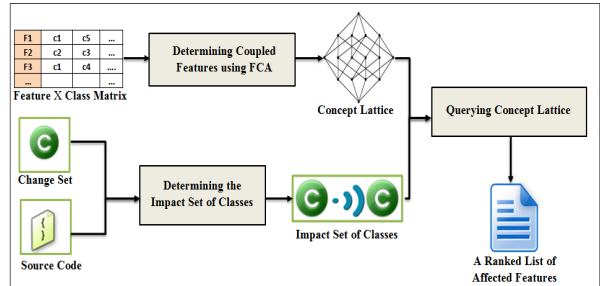 F1 c1 c5 ...
F2 c2 c3 ...
F3 c1 c4 ....
... ...
Feature X Class Matrix
Determining Coupled
Features using FCA
Concept Lattice
Querying Concept Lattice
C
Change Set
{ }
Source Code
Determining the
Impact Set of Classes
C C
Impact Set of Classes
A Ranked List of
Affected Features